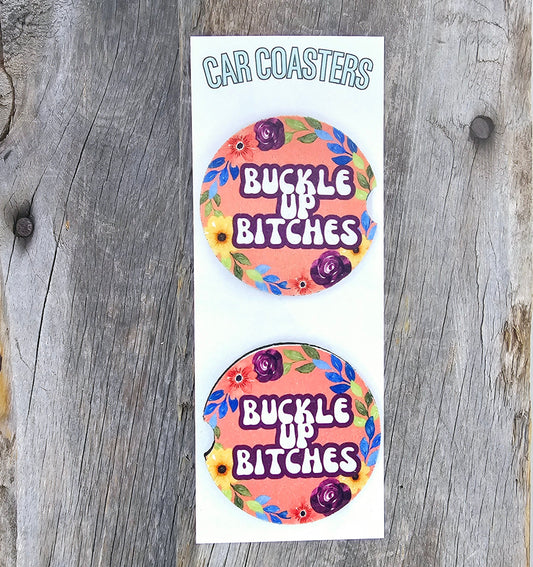 CAR COASTERS
BUCKLE
UP
BITCHES
BUCKLE
UP
BITCHES